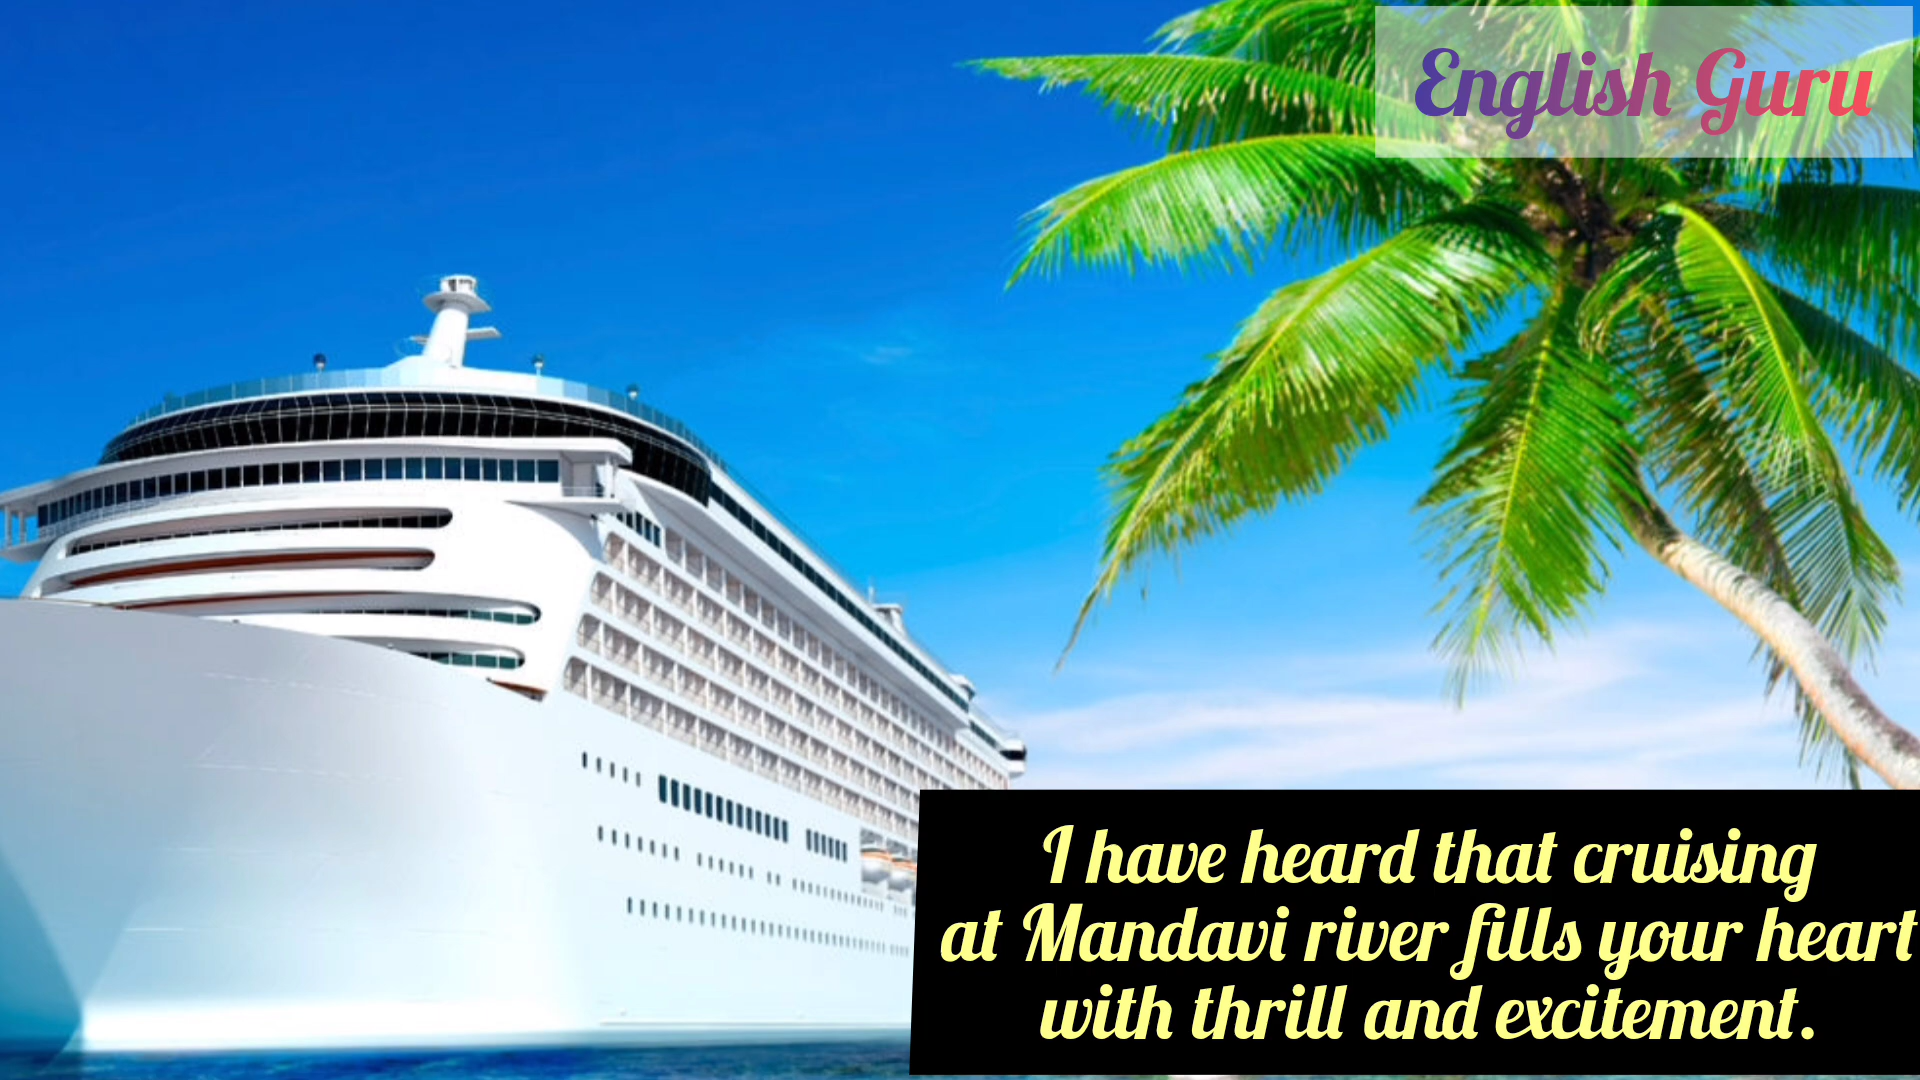 English Guru
I have heard that cruising
at Mandavi river fills your heart
with thrill and excitement.